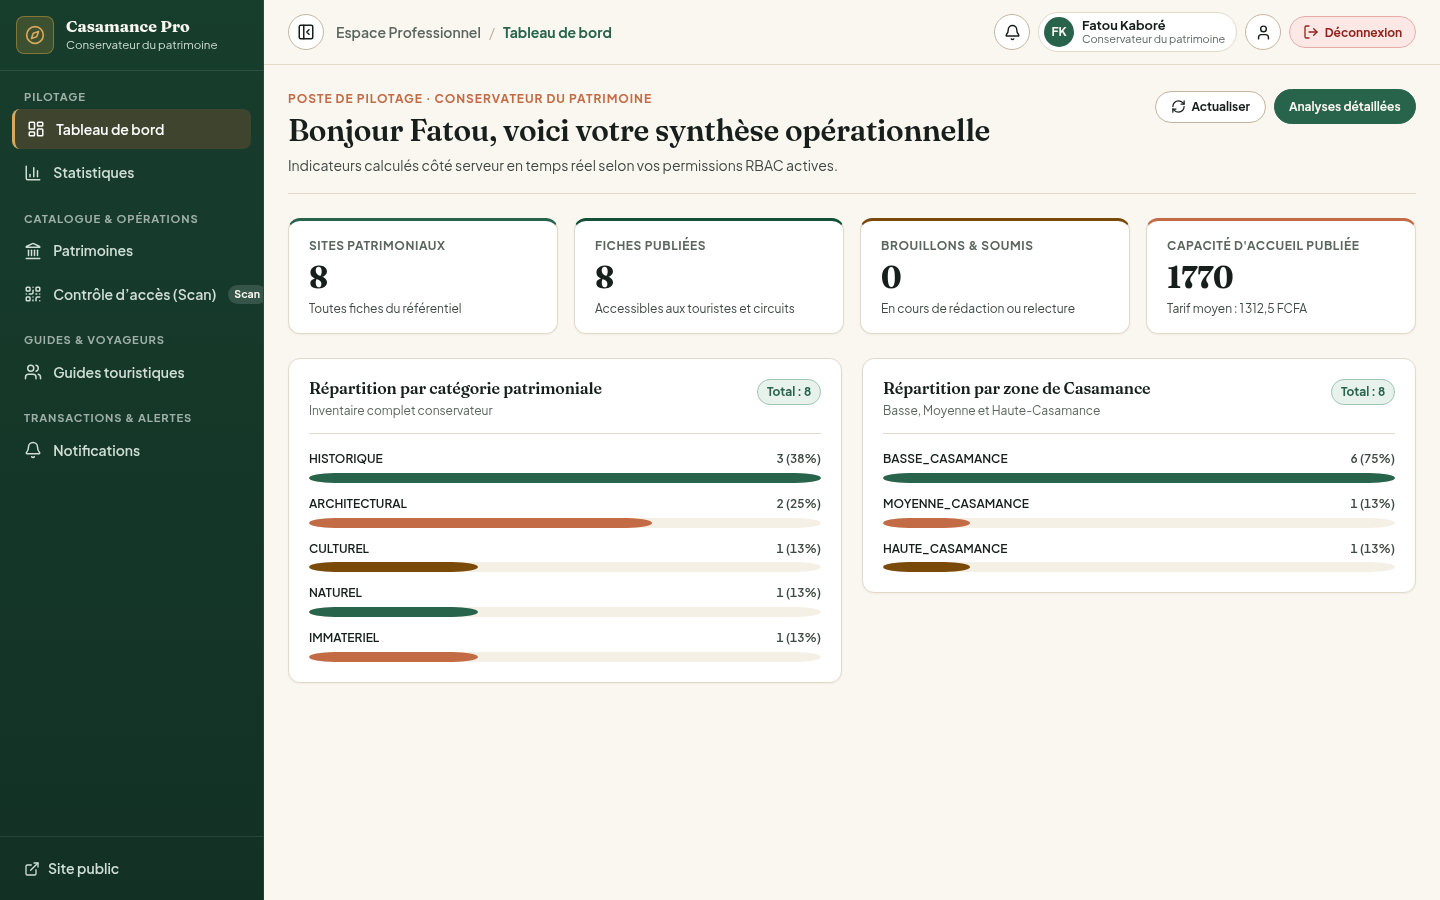 Casamance Pro
Conservateur du patrimoine
PILOTAGE
Tableau de bord
Statistiques
CATALOGUE & OPÉRATIONS
Patrimoines
Contrôle d’accès (Scan) Scan
GUIDES & VOYAGEURS
Guides touristiques
TRANSACTIONS & ALERTES
Notifications
Site public
Espace Professionnel / Tableau de bord
FK
Fatou Kaboré
Conservateur du patrimoine
Déconnexion
POSTE DE PILOTAGE · CONSERVATEUR DU PATRIMOINE
Bonjour Fatou, voici votre synthèse opérationnelle
Indicateurs calculés côté serveur en temps réel selon vos permissions RBAC actives.
Actualiser
Analyses détaillées
SITES PATRIMONIAUX
8
Toutes fiches du référentiel
FICHES PUBLIÉES
8
Accessibles aux touristes et circuits
BROUILLONS & SOUMIS
0
En cours de rédaction ou relecture
CAPACITÉ D'ACCUEIL PUBLIÉE
1770
Tarif moyen : 1 312,5 FCFA
Répartition par catégorie patrimoniale
Inventaire complet conservateur
Total : 8
HISTORIQUE 3 (38%)
ARCHITECTURAL 2 (25%)
CULTUREL 1 (13%)
NATUREL 1 (13%)
IMMATERIEL 1 (13%)
Répartition par zone de Casamance
Basse, Moyenne et Haute-Casamance
Total : 8
BASSE_CASAMANCE 6 (75%)
MOYENNE_CASAMANCE 1 (13%)
HAUTE_CASAMANCE 1 (13%)